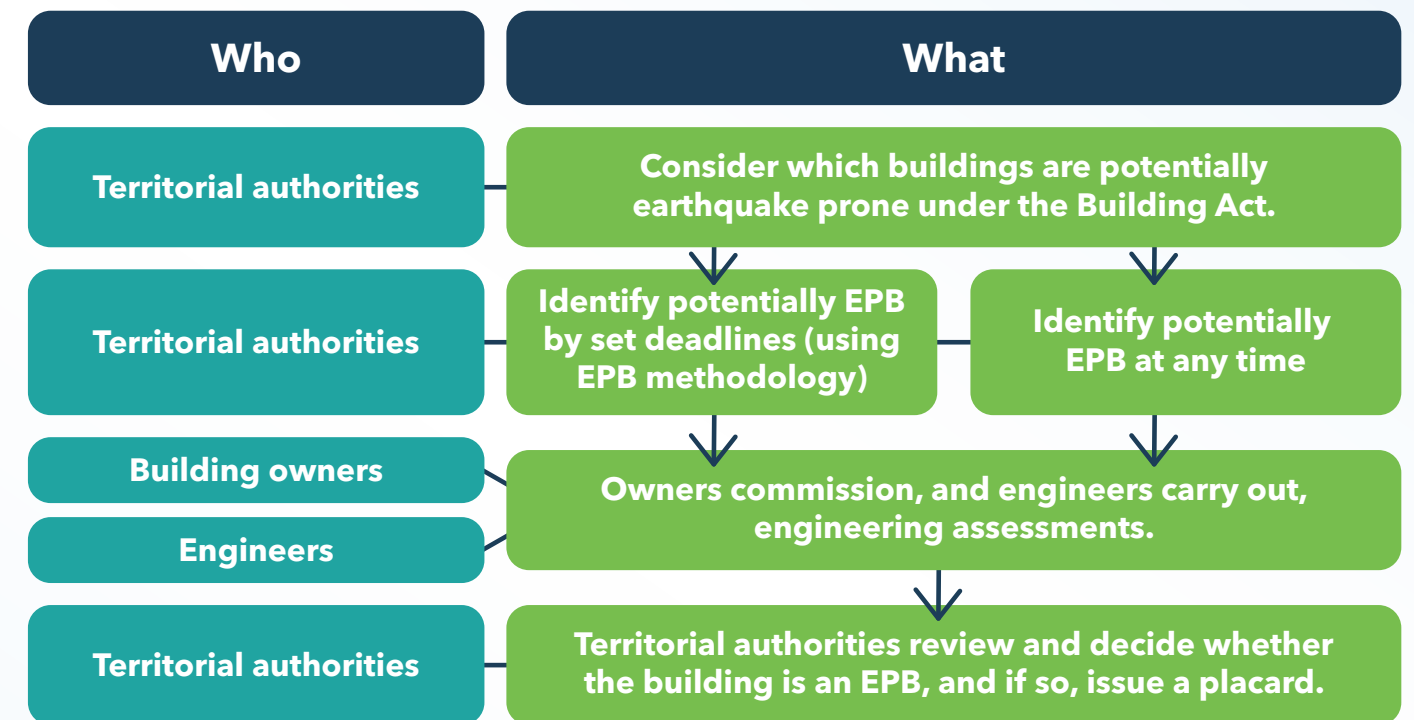 Who
What
Territorial authorities
Consider which buildings are potentially
earthquake prone under the Building Act.
Territorial authorities
Identify potentially EPB
by set deadlines (using
EPB methodology)
Identify potentially
EPB at any time
Building owners
Engineers
Owners commission, and engineers carry out,
engineering assessments.
Territorial authorities
Territorial authorities review and decide whether
the building is an EPB, and if so, issue a placard.